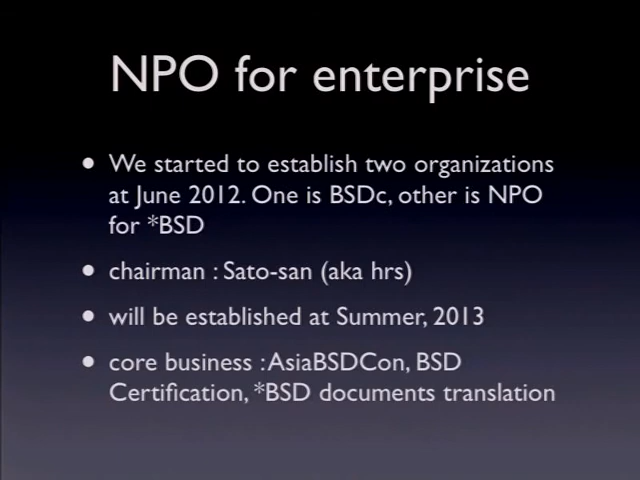 NPO for enterprise
• We started to establish two organizations
at June 2012. One is BSDc, other is NPO
for *BSD
• chairman : Sato-san (aka hrs)
• will be established at Summer, 2013
• core business : AsiaBSDCon, BSD
Certification, *BSD documents translation